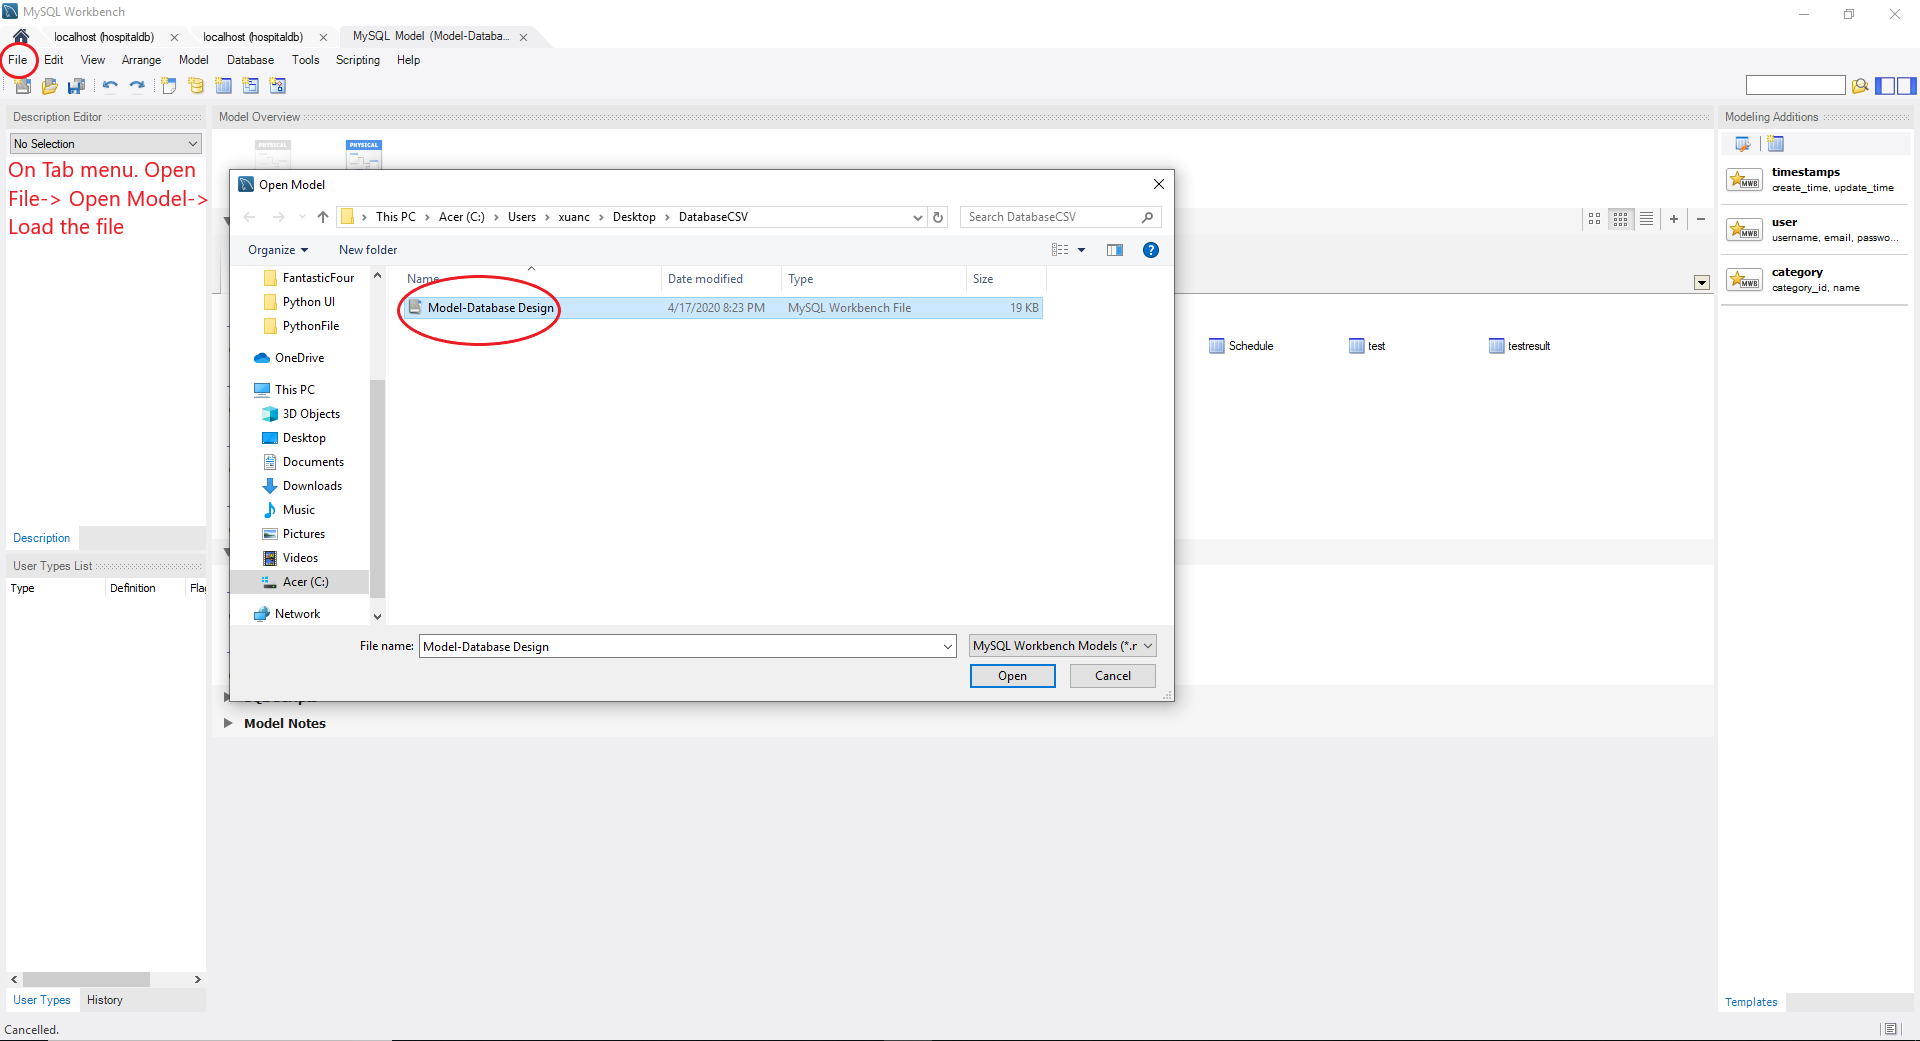 MySQL Workbench
localhost (hospitaldb)
localhost (hospitaldb)
MySQL Model (Model-Databa...
File Edit View Arrange Model Database Tools Scripting Help
Description Editor
Model Overview
Modeling Additions
No Selection
PHYSICAL
PHYSICAL
On Tab menu. Open
File-> Open Model->
Load the file
timestamps
create_time, update_time
user
username, email, passwo...
category
category_id, name
Open Model
This PC > Acer (C:) > Users > xuanc > Desktop > DatabaseCSV
Search DatabaseCSV
Organize
New folder
FantasticFour
Python UI
PythonFile
OneDrive
This PC
3D Objects
Desktop
Documents
Downloads
Music
Pictures
Videos
Acer (C:)
Network
Name Date modified Type Size
Model-Database Design 4/17/2020 8:23 PM MySQL Workbench File 19 KB
File name: Model-Database Design
MySQL Workbench Models (*.r
Open Cancel
Schedule test testresult
Model Notes
Description
User Types List
Type Definition Flag
User Types History
Templates
Cancelled.